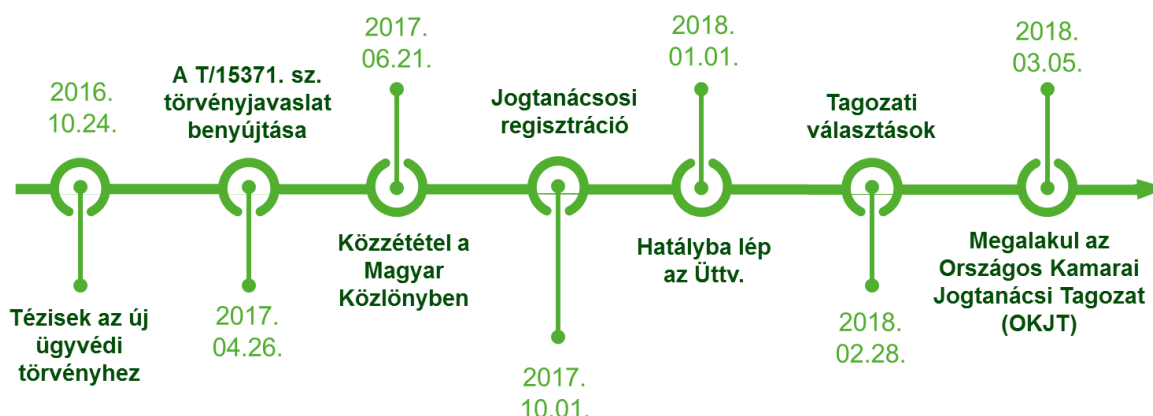 2016.
10.24.
Tézisek az új
ügyvédi
törvényhez
A T/15371. sz.
törvényjavaslat
benyújtása
2017.
04.26.
2017.
06.21.
Közzététel a
Magyar
Közlönyben
Jogtanácsosi
regisztráció
2017.
10.01.
2018.
01.01.
Hatályba lép
az Üttv.
Tagozati
választások
2018.
02.28.
2018.
03.05.
Megalakul az
Országos Kamarai
Jogtanácsi Tagozat
(OKJT)